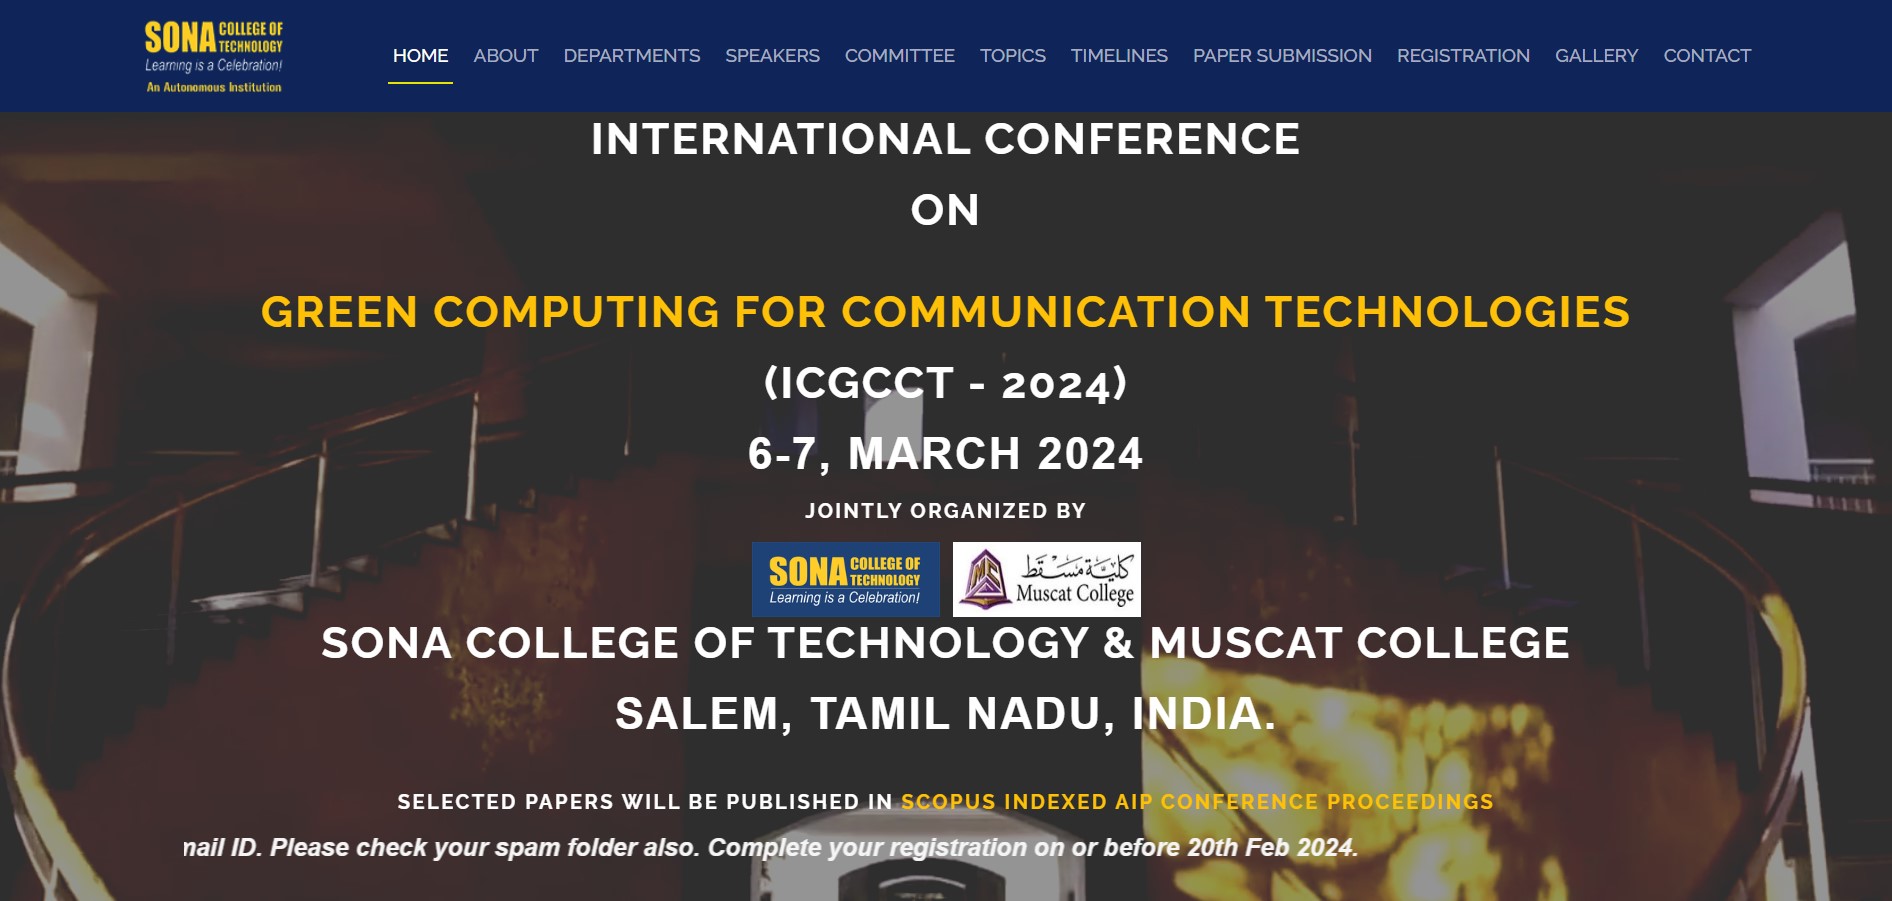 SONA COLLEGE OF TECHNOLOGY
Learning is a Celebration!
An Autonomous Institution
HOME ABOUT DEPARTMENTS SPEAKERS COMMITTEE TOPICS TIMELINES PAPER SUBMISSION REGISTRATION GALLERY CONTACT
INTERNATIONAL CONFERENCE
ON
GREEN COMPUTING FOR COMMUNICATION TECHNOLOGIES
(ICGCCT - 2024)
6-7, MARCH 2024
JOINTLY ORGANIZED BY
SONA COLLEGE OF TECHNOLOGY
Learning is a Celebration!
كلية مسقط
Muscat College
SONA COLLEGE OF TECHNOLOGY & MUSCAT COLLEGE
SALEM, TAMIL NADU, INDIA.
SELECTED PAPERS WILL BE PUBLISHED IN SCOPUS INDEXED AIP CONFERENCE PROCEEDINGS
mail ID. Please check your spam folder also. Complete your registration on or before 20th Feb 2024.